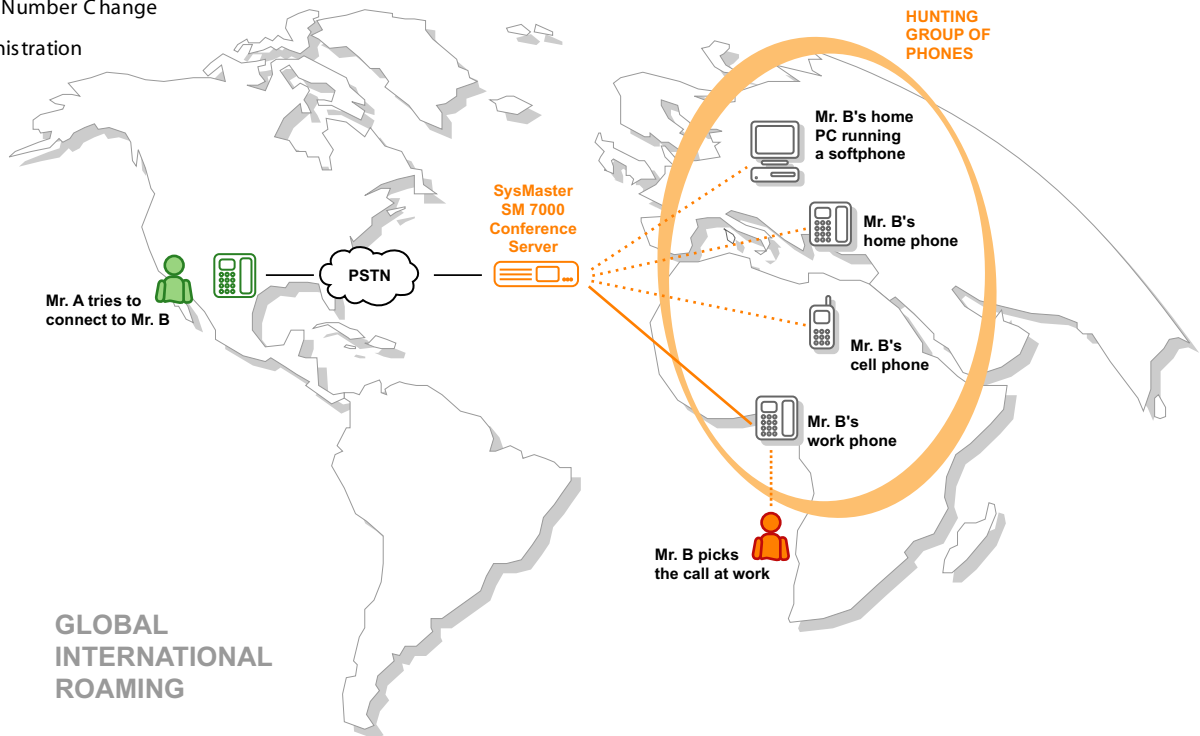 Number Change
nistration
HUNTING
GROUP OF
PHONES
Mr. B's home
PC running
a softphone
SysMaster
SM 7000
Conference
Server
Mr. B's
home phone
PSTN
Mr. A tries to
connect to Mr. B
Mr. B's
cell phone
Mr. B's
work phone
Mr. B picks
the call at work
GLOBAL
INTERNATIONAL
ROAMING